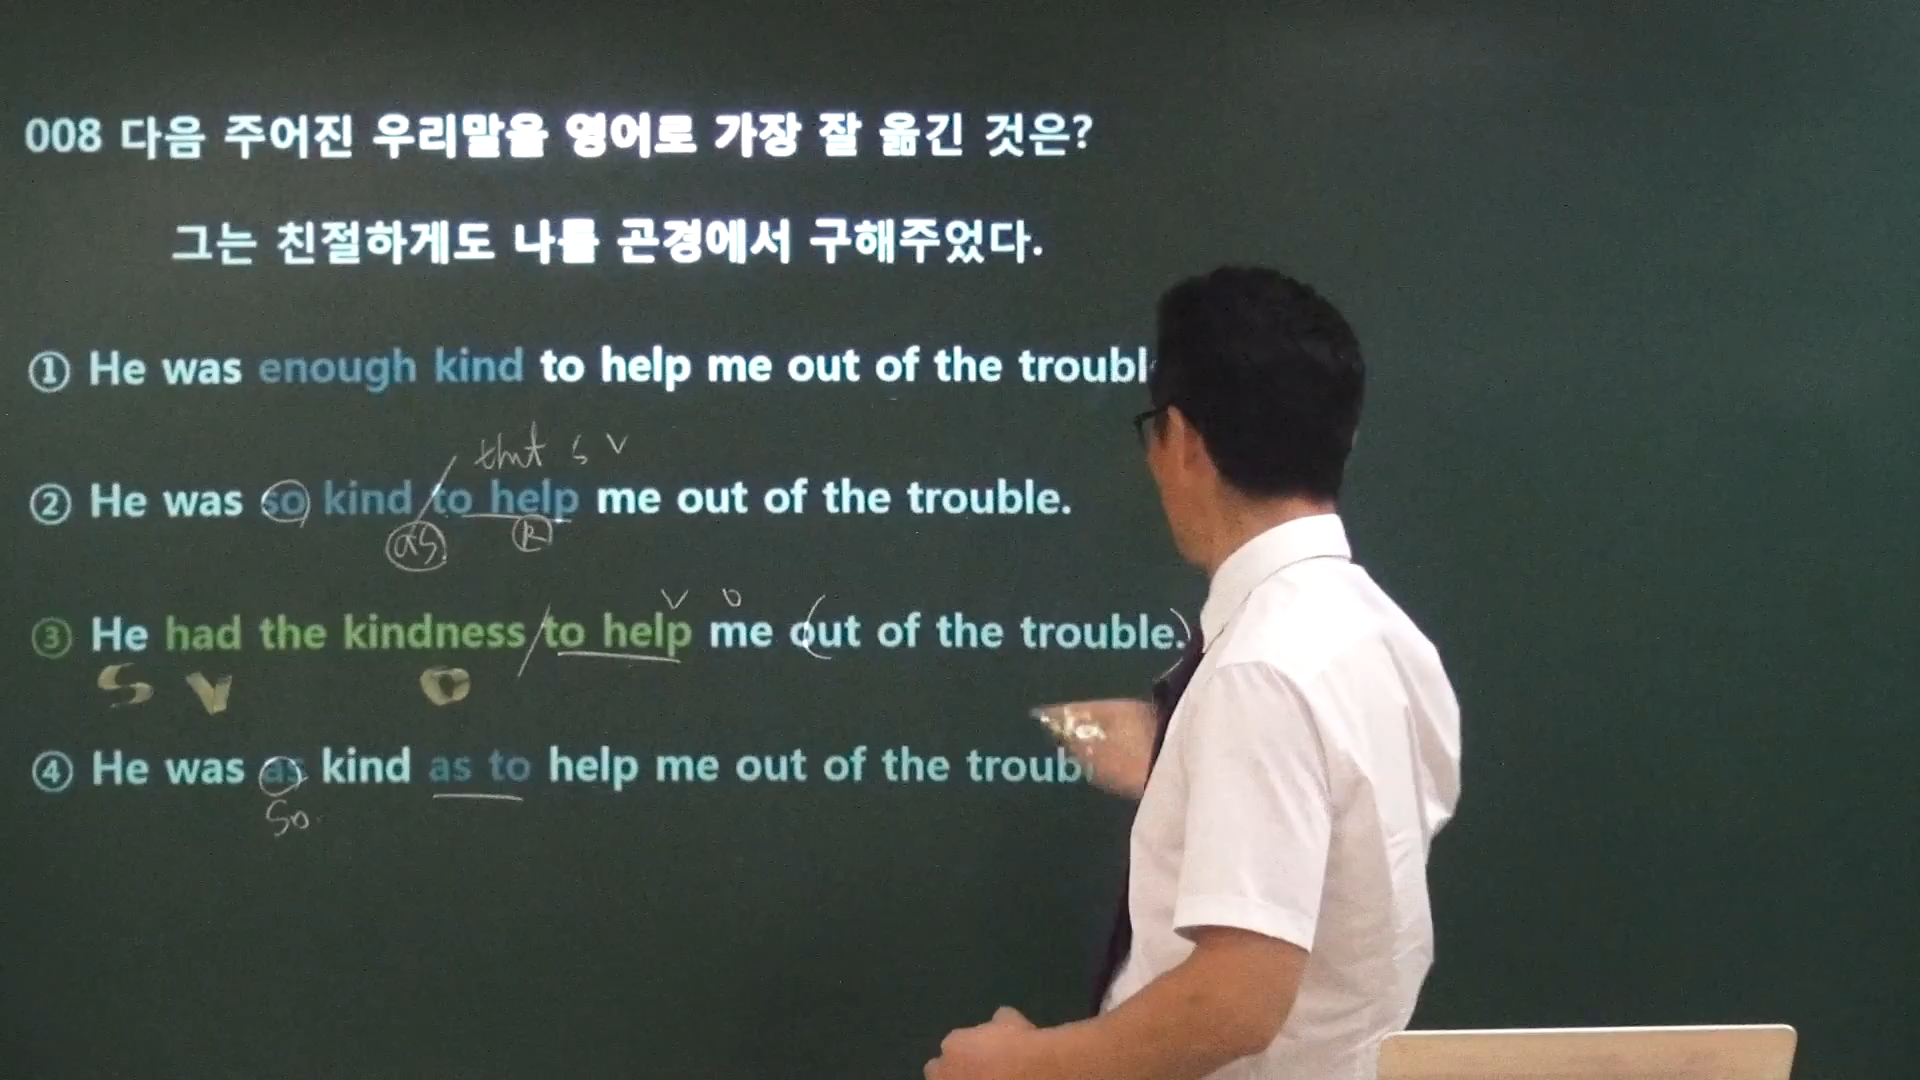 008 다음 주어진 우리말을 영어로 가장 잘 옮긴 것은?
그는 친절하게도 나를 곤경에서 구해주었다.
① He was enough kind to help me out of the troubl
that s v
② He was so kind to help me out of the trouble.
as R
v o
③ He had the kindness to help me out of the trouble.
S V O
④ He was as kind as to help me out of the troub
So